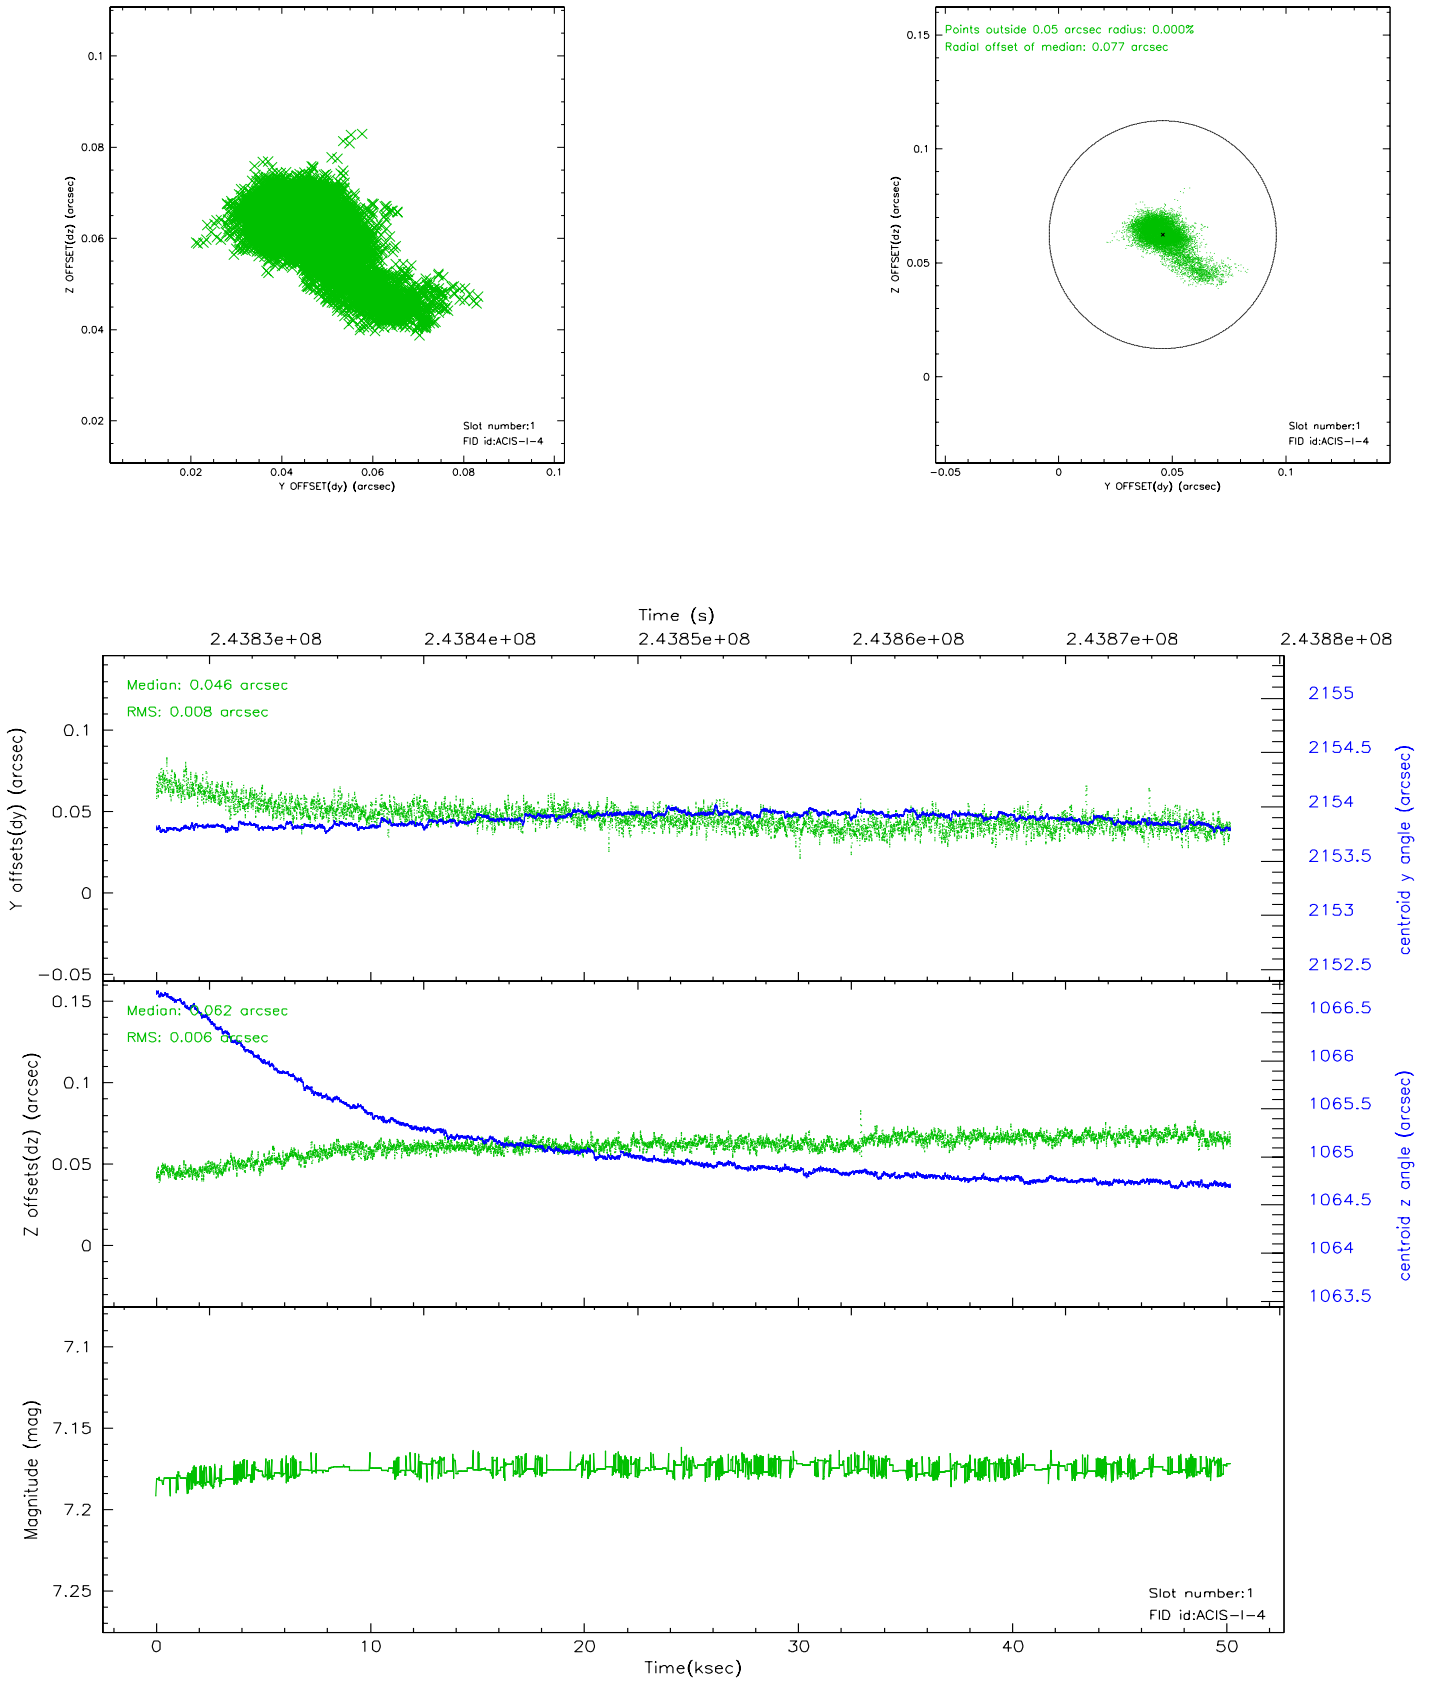 0.1
0.08
0.06
0.04
0.02
Z OFFSET(dz) (arcsec)
0.02 0.04 0.06 0.08 0.1
Y OFFSET(dy) (arcsec)
Slot number:1
FID id:ACIS-I-4
Points outside 0.05 arcsec radius: 0.000%
Radial offset of median: 0.077 arcsec
0.15
0.1
0.05
0
Z OFFSET(dz) (arcsec)
-0.05 0 0.05 0.1
Y OFFSET(dy) (arcsec)
Slot number:1
FID id:ACIS-I-4
Time (s)
2.4383e+08 2.4384e+08 2.4385e+08 2.4386e+08 2.4387e+08 2.4388e+08
Median: 0.046 arcsec
RMS: 0.008 arcsec
0.1
0.05
0
-0.05
Y offsets(dy) (arcsec)
2155
2154.5
2154
2153.5
2153
2152.5
centroid y angle (arcsec)
Median: 0.062 arcsec
RMS: 0.006 arcsec
0.15
0.1
0.05
0
Z offsets(dz) (arcsec)
1066.5
1066
1065.5
1065
1064.5
1064
1063.5
centroid z angle (arcsec)
7.1
7.15
7.2
7.25
Magnitude (mag)
Slot number:1
FID id:ACIS-I-4
0 10 20 30 40 50
Time(ksec)